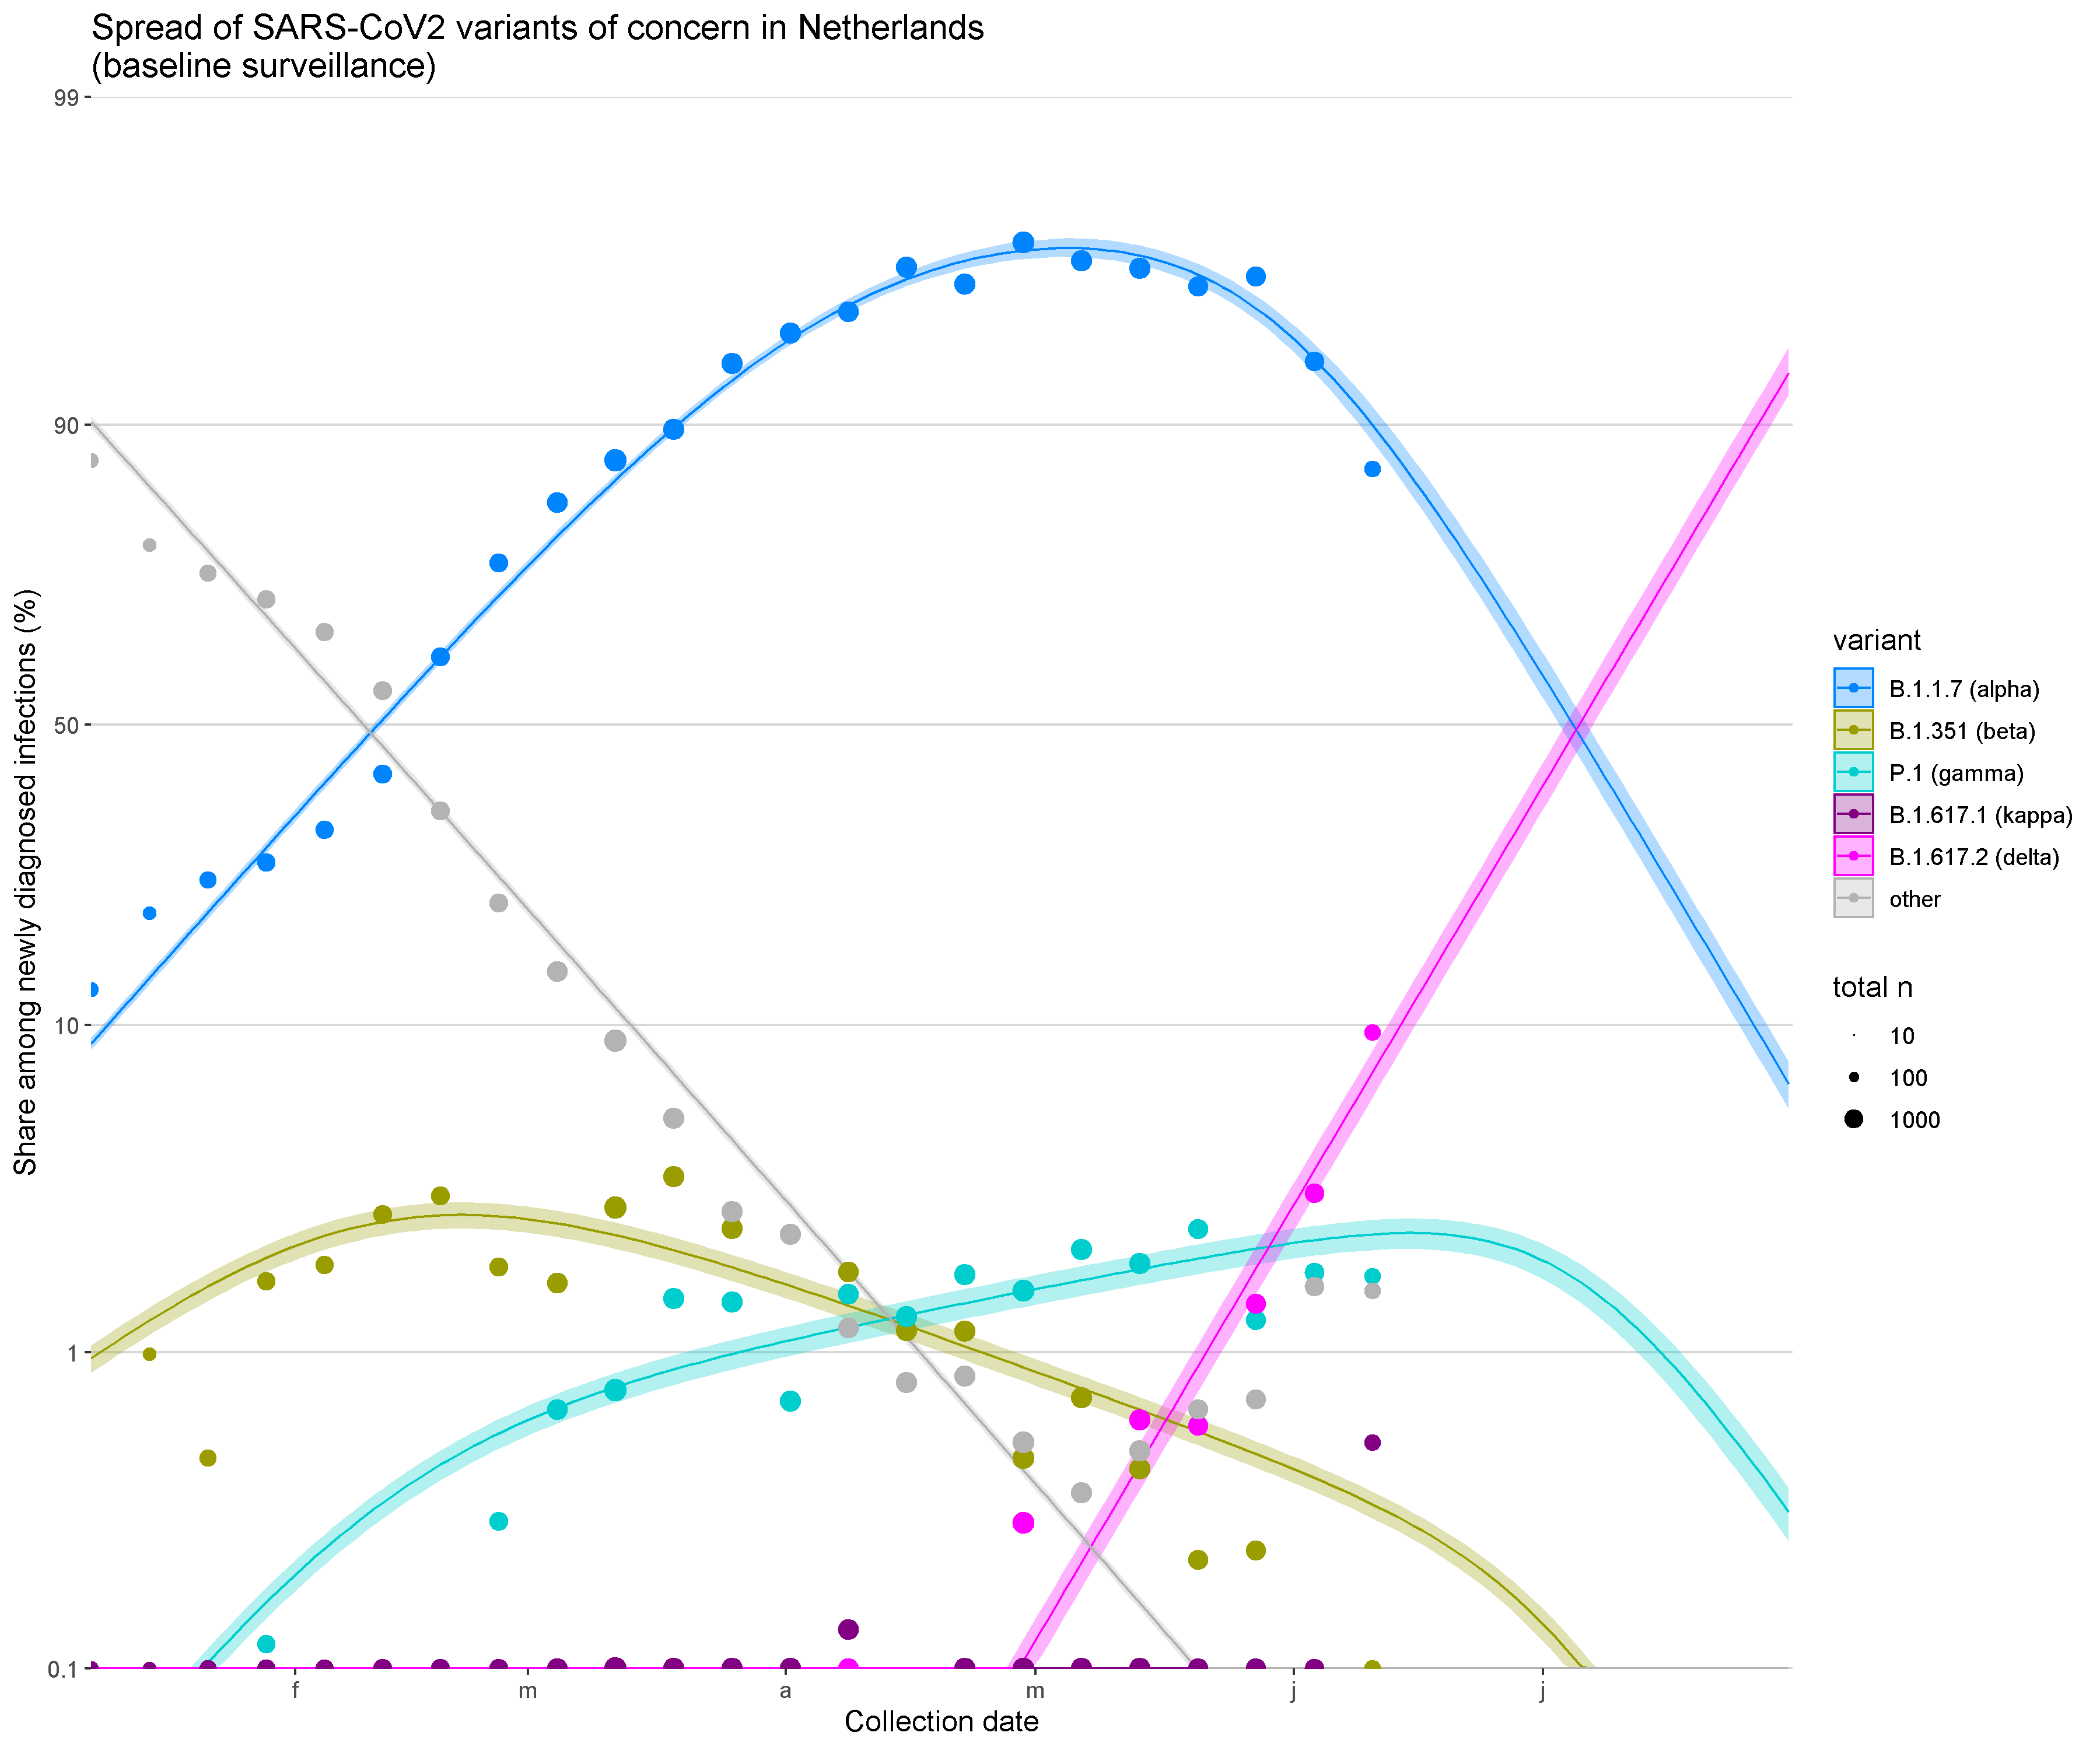 Spread of SARS-CoV2 variants of concern in Netherlands
(baseline surveillance)
Share among newly diagnosed infections (%)
99
90
50
10
1
0.1
f
m
a
m
j
j
Collection date
variant
B.1.1.7 (alpha)
B.1.351 (beta)
P.1 (gamma)
B.1.617.1 (kappa)
B.1.617.2 (delta)
other
total n
10
100
1000